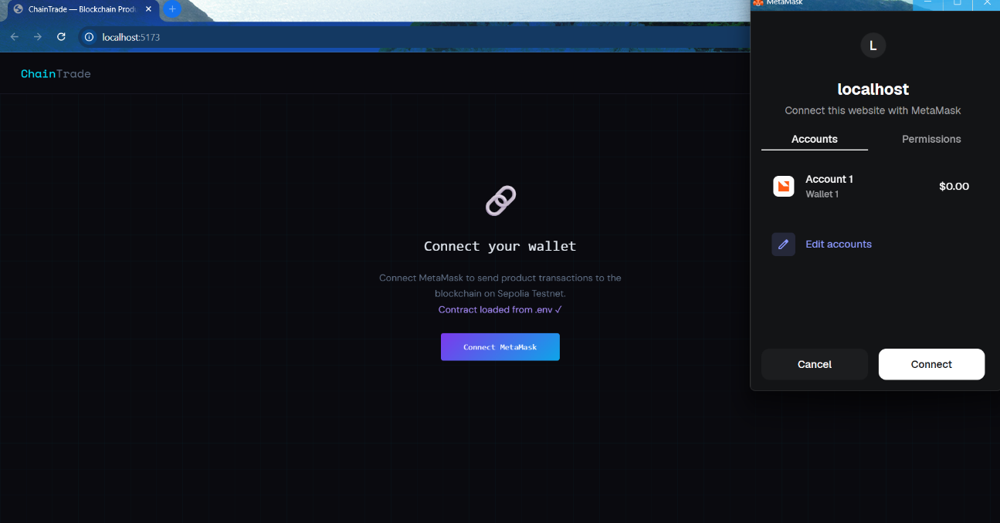 ChainTrade — Blockchain Produ
localhost:5173
ChainTrade
Connect your wallet
Connect MetaMask to send product transactions to the
blockchain on Sepolia Testnet.
Contract loaded from .env ✓
Connect MetaMask
MetaMask
L
localhost
Connect this website with MetaMask
Accounts
Permissions
Account 1
$0.00
Wallet 1
Edit accounts
Cancel
Connect